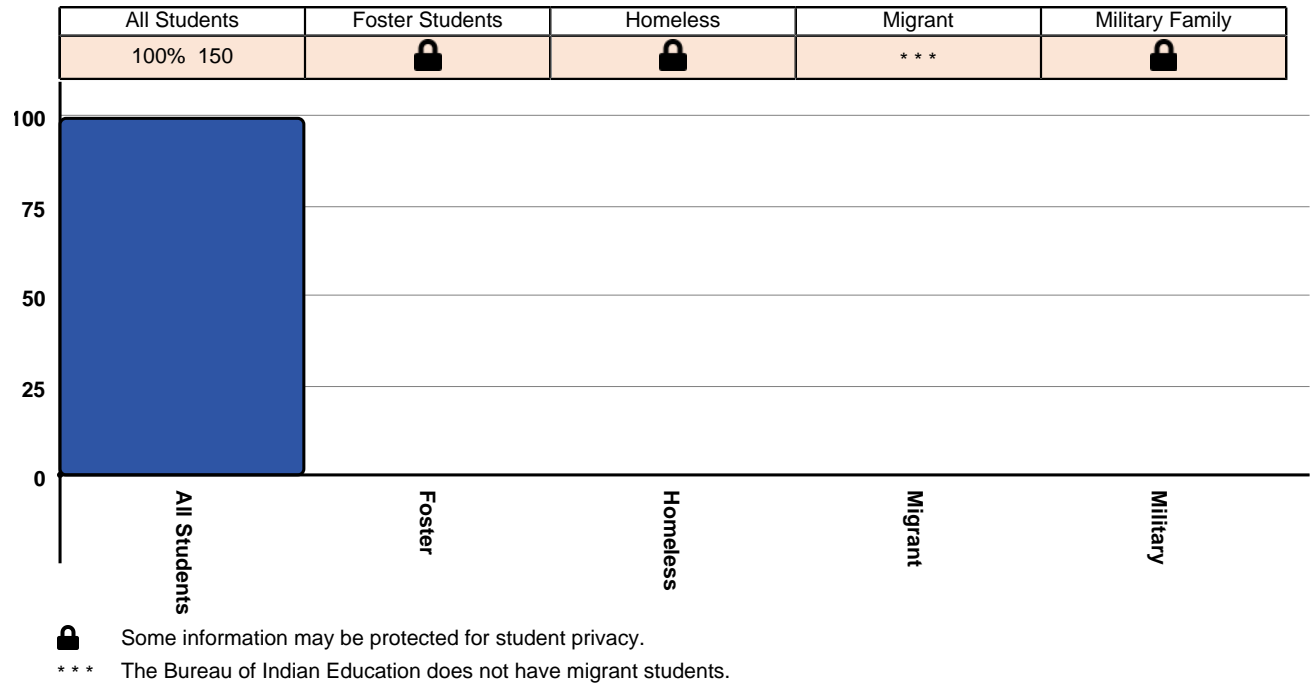 All Students Foster Students Homeless Migrant Military Family
100% 150 * * *
100
75
50
25
0
All Students
Foster
Homeless
Migrant
Military
Some information may be protected for student privacy.
* * * The Bureau of Indian Education does not have migrant students.